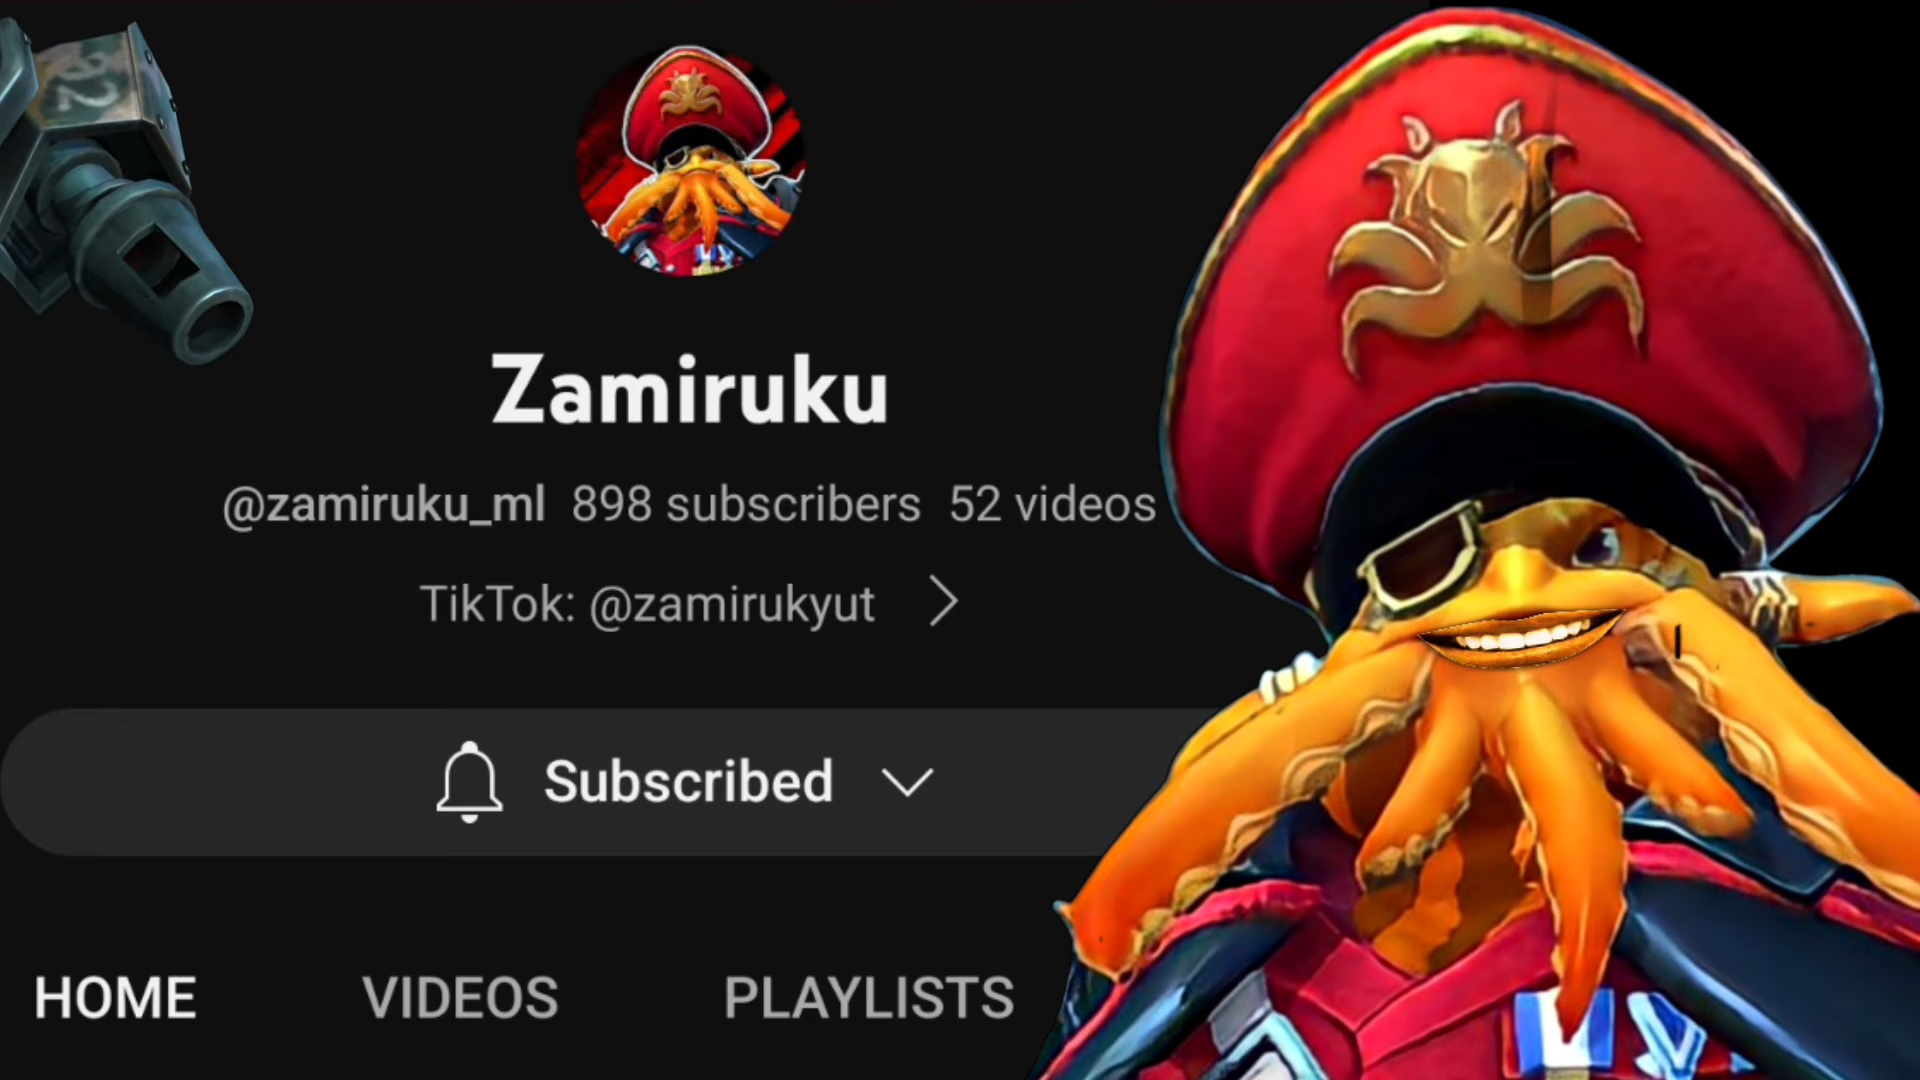 Zamiruku
@zamiruku_ml 898 subscribers 52 videos
TikTok: @zamirukyut
Subscribed
HOME VIDEOS PLAYLISTS